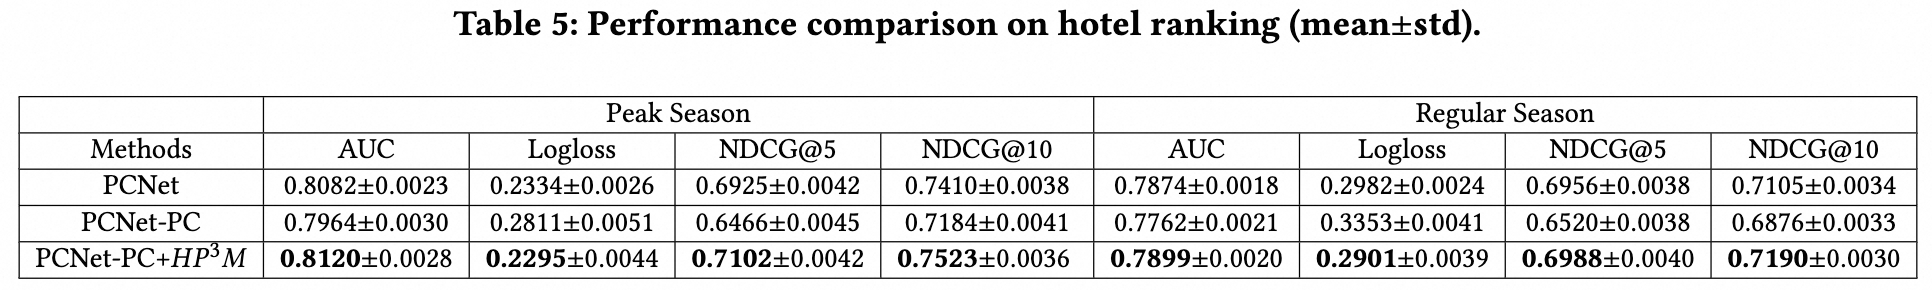 Table 5: Performance comparison on hotel ranking (mean±std).
Peak Season Regular Season
Methods AUC Logloss NDCG@5 NDCG@10 AUC Logloss NDCG@5 NDCG@10
PCNet 0.8082±0.0023 0.2334±0.0026 0.6925±0.0042 0.7410±0.0038 0.7874±0.0018 0.2982±0.0024 0.6956±0.0038 0.7105±0.0034
PCNet-PC 0.7964±0.0030 0.2811±0.0051 0.6466±0.0045 0.7184±0.0041 0.7762±0.0021 0.3353±0.0041 0.6520±0.0038 0.6876±0.0033
PCNet-PC+HP³M 0.8120±0.0028 0.2295±0.0044 0.7102±0.0042 0.7523±0.0036 0.7899±0.0020 0.2901±0.0039 0.6988±0.0040 0.7190±0.0030